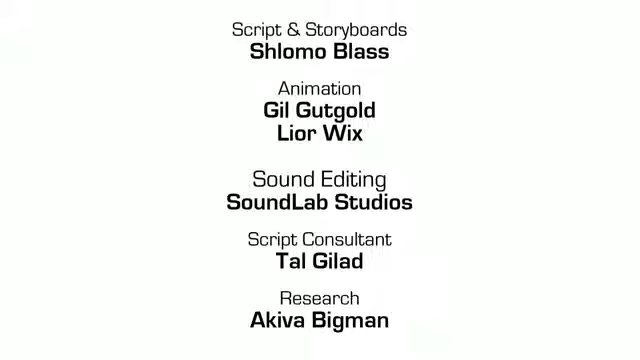 Script & Storyboards
Shlomo Blass
Animation
Gil Gutgold
Lior Wix
Sound Editing
SoundLab Studios
Script Consultant
Tal Gilad
Research
Akiva Bigman